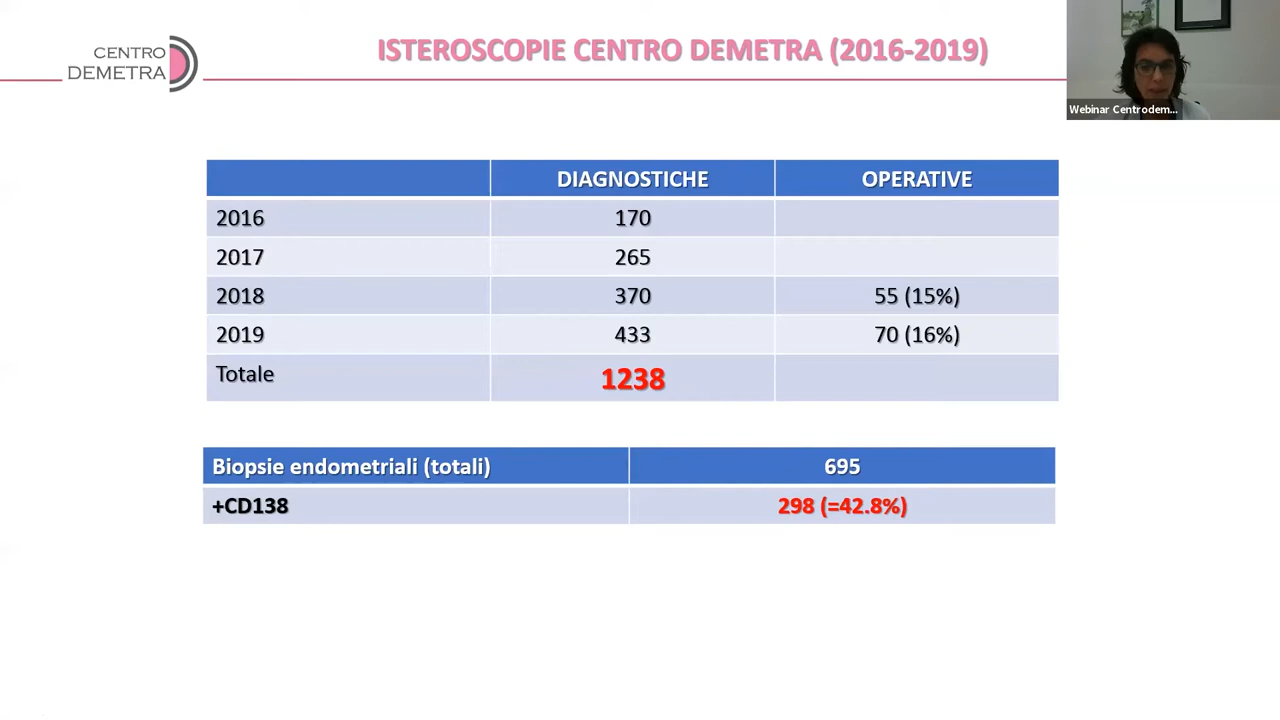 CENTRO
DEMETRA
ISTEROSCOPIE CENTRO DEMETRA (2016-2019)
Webinar Centrodem...
DIAGNOSTICHE OPERATIVE
2016 170
2017 265
2018 370 55 (15%)
2019 433 70 (16%)
Totale 1238
Biopsie endometriali (totali) 695
+CD138 298 (=42.8%)